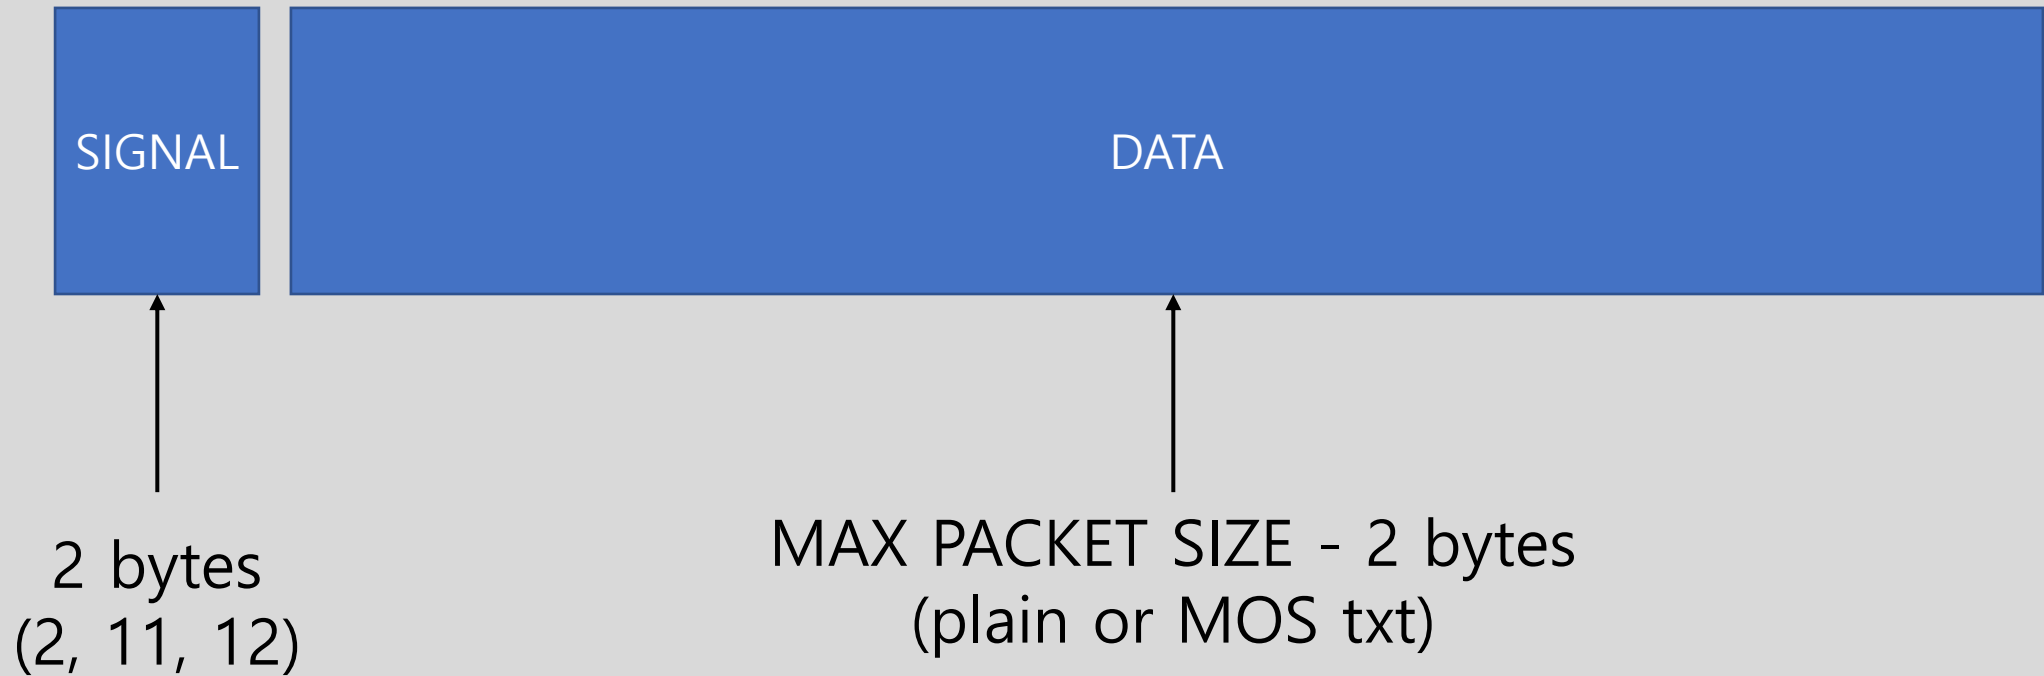 SIGNAL
DATA
2 bytes
(2, 11, 12)
MAX PACKET SIZE - 2 bytes
(plain or MOS txt)